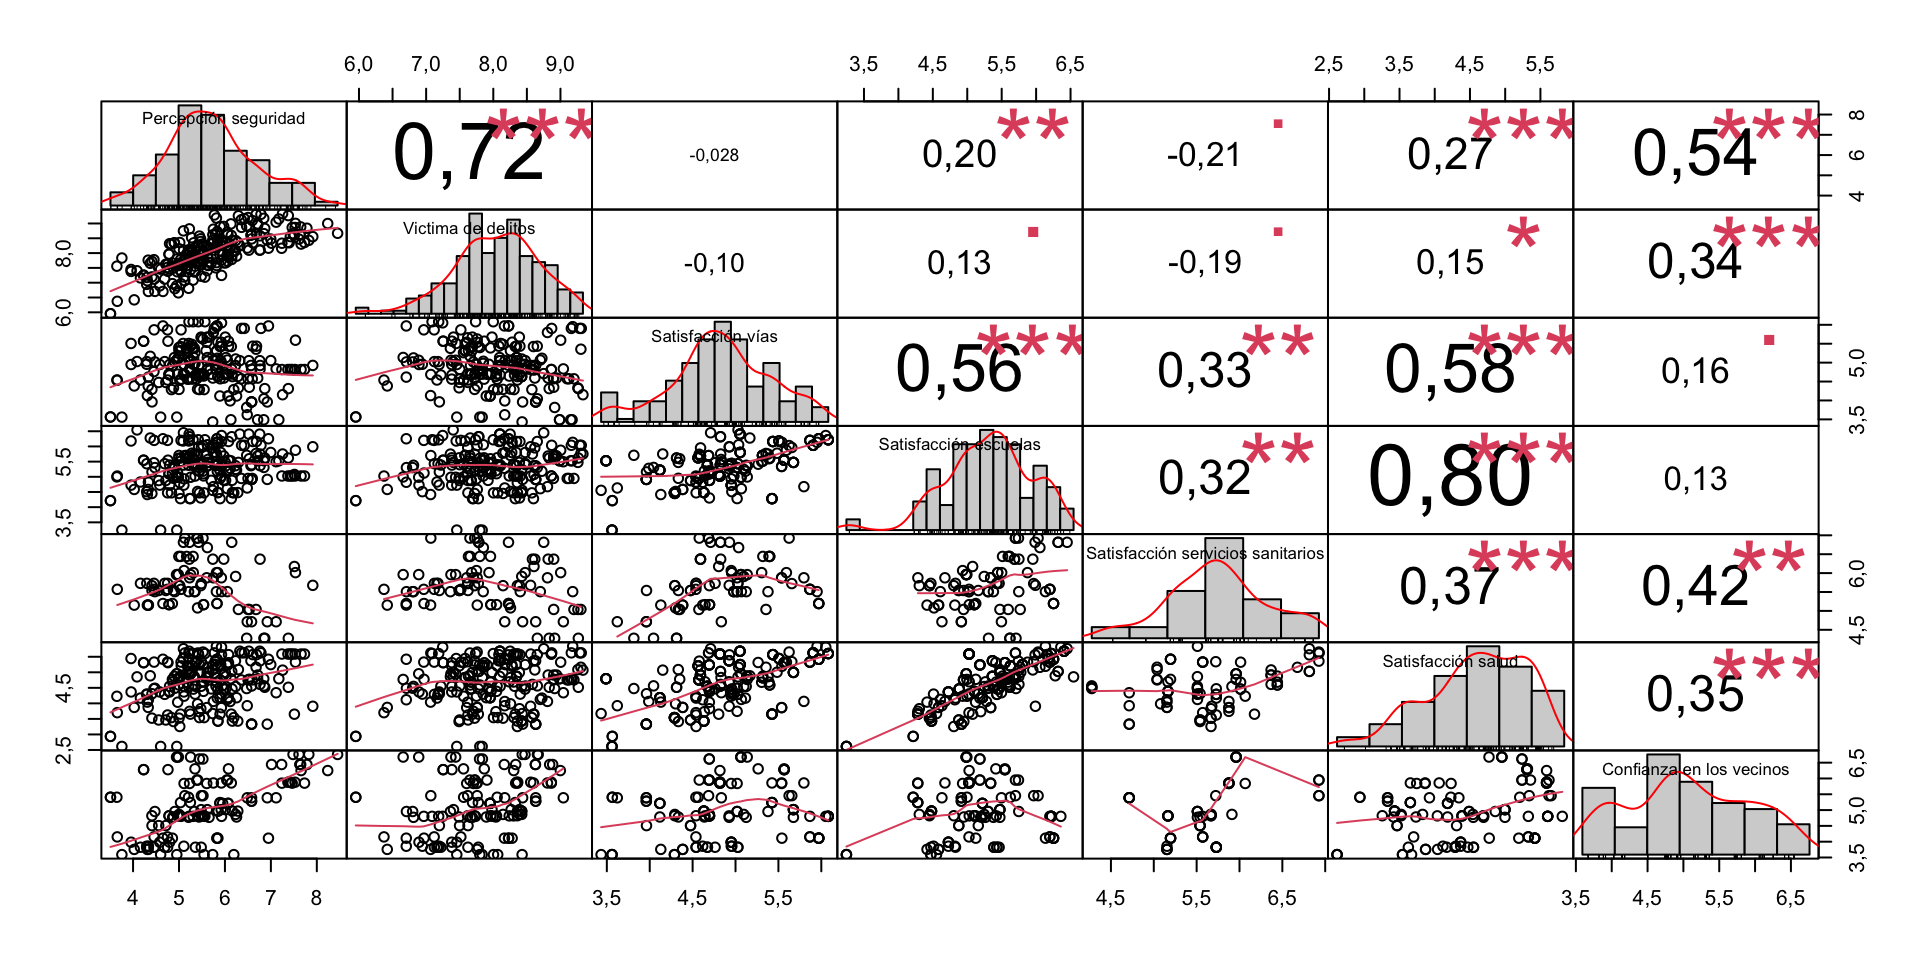 6,0 7,0 8,0 9,0 3,5 4,5 5,5 6,5 2,5 3,5 4,5 5,5
Percepción seguridad 0,72 *** -0,028 0,20 ** -0,21 . 0,27 *** 0,54 *** 4 6 8
6,0 8,0 Victima de delitos -0,10 0,13 . -0,19 . 0,15 * 0,34 ***
Satisfacción vías 0,56 *** 0,33 ** 0,58 *** 0,16 . 3,5 5,0
3,5 5,5 Satisfacción escuelas 0,32 ** 0,80 *** 0,13
Satisfacción servicios sanitarios 0,37 *** 0,42 ** 4,5 6,0
2,5 4,5 Satisfacción salud 0,35 ***
Confianza en los vecinos 3,5 5,0 6,5
4 5 6 7 8 3,5 4,5 5,5 4,5 5,5 6,5 3,5 4,5 5,5 6,5